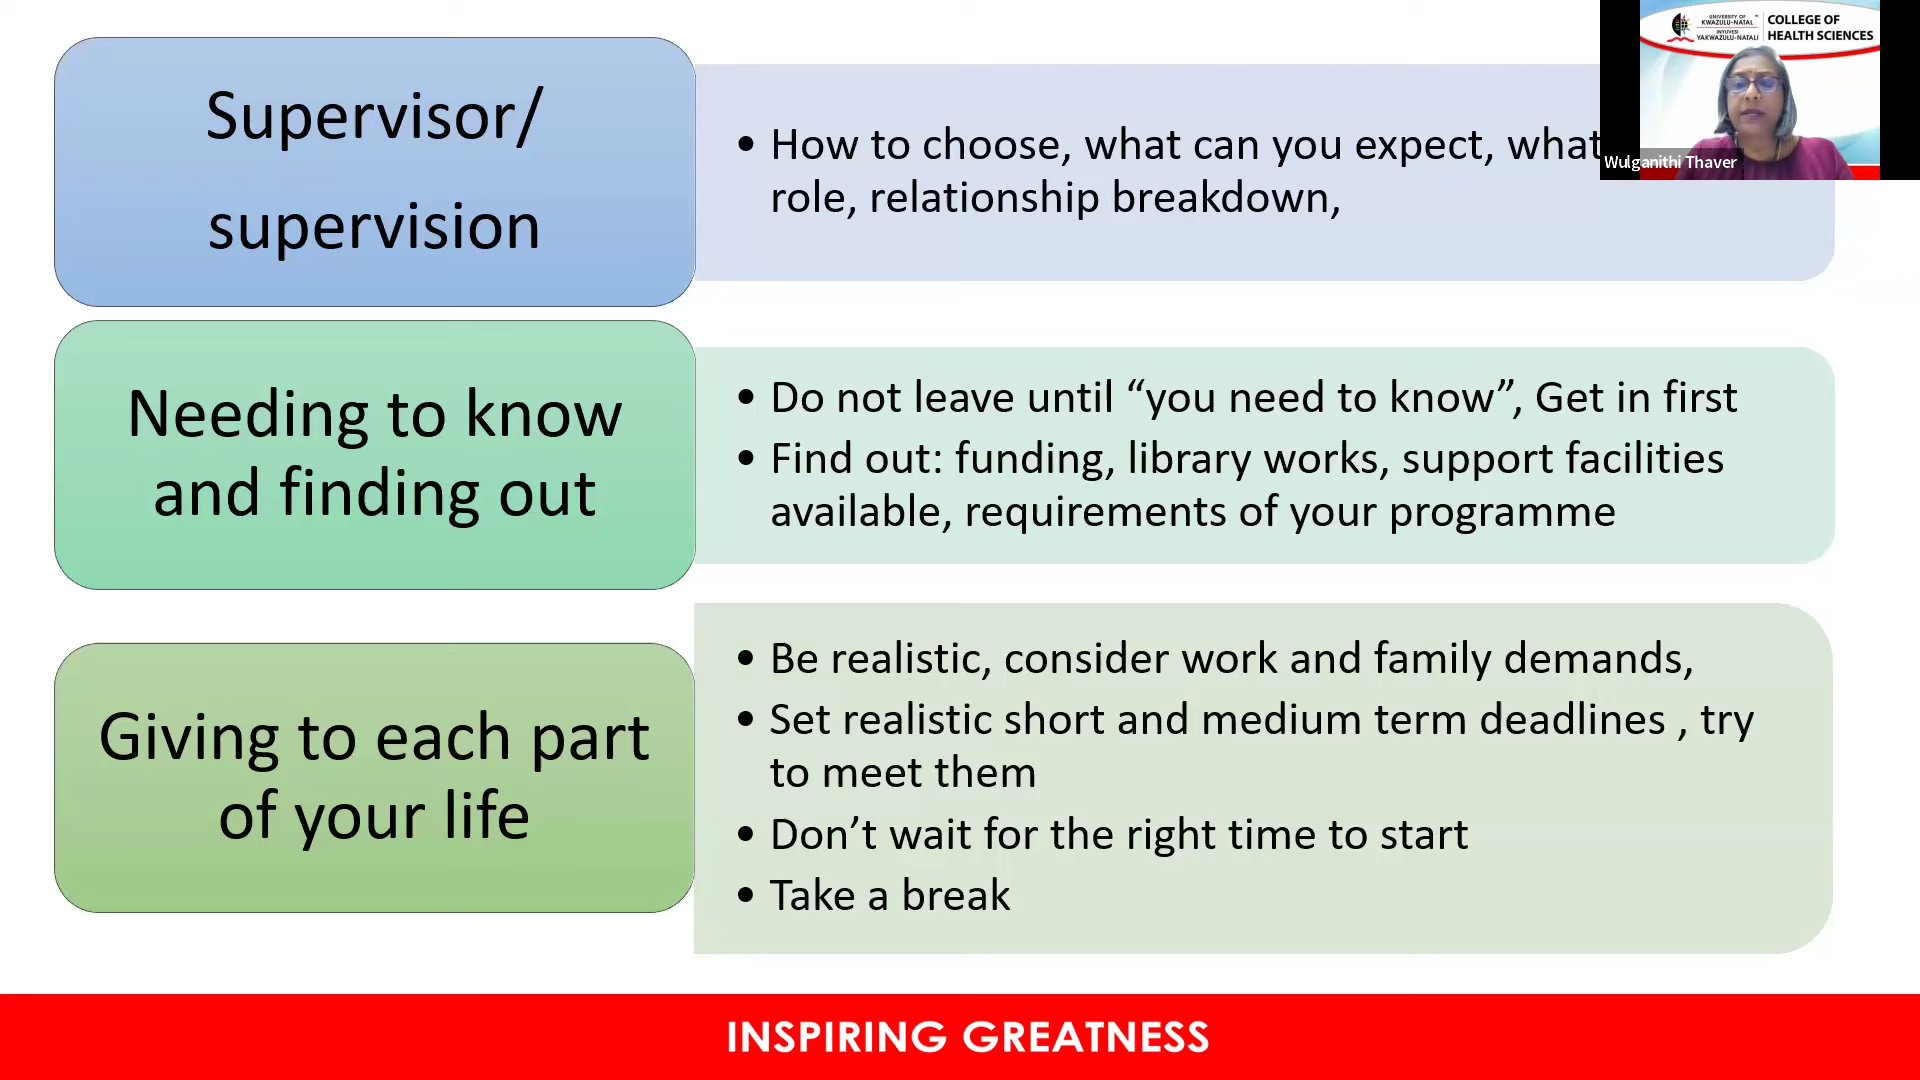 Supervisor/
supervision
• How to choose, what can you expect, what
role, relationship breakdown,
UNIVERSITY OF
KWAZULU-NATAL
INYUVESI
YAKWAZULU-NATALI
COLLEGE OF
HEALTH SCIENCES
Wulganithi Thaver
Needing to know
and finding out
• Do not leave until “you need to know”, Get in first
• Find out: funding, library works, support facilities
available, requirements of your programme
Giving to each part
of your life
• Be realistic, consider work and family demands,
• Set realistic short and medium term deadlines , try
to meet them
• Don’t wait for the right time to start
• Take a break
INSPIRING GREATNESS